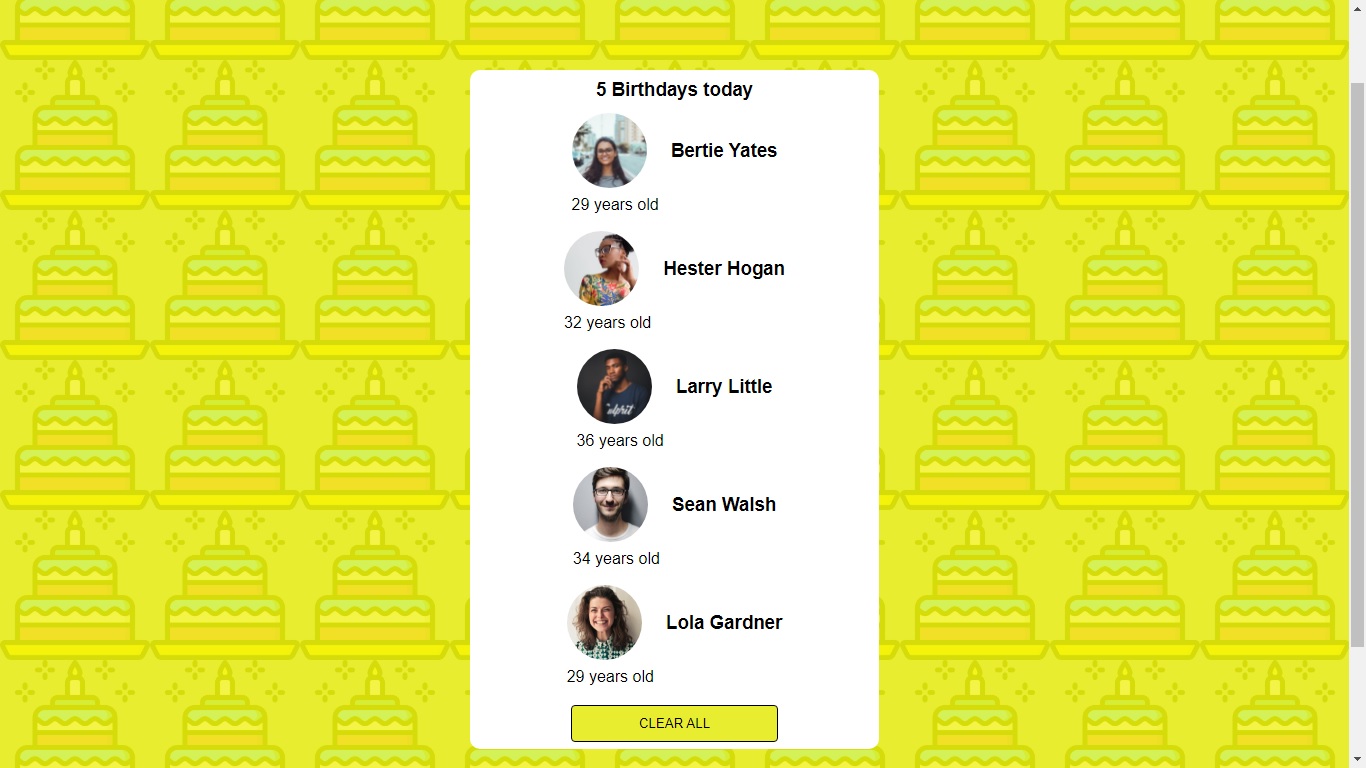 5 Birthdays today
Bertie Yates
29 years old
Hester Hogan
32 years old
Larry Little
Culprit
36 years old
Sean Walsh
34 years old
Lola Gardner
29 years old
CLEAR ALL